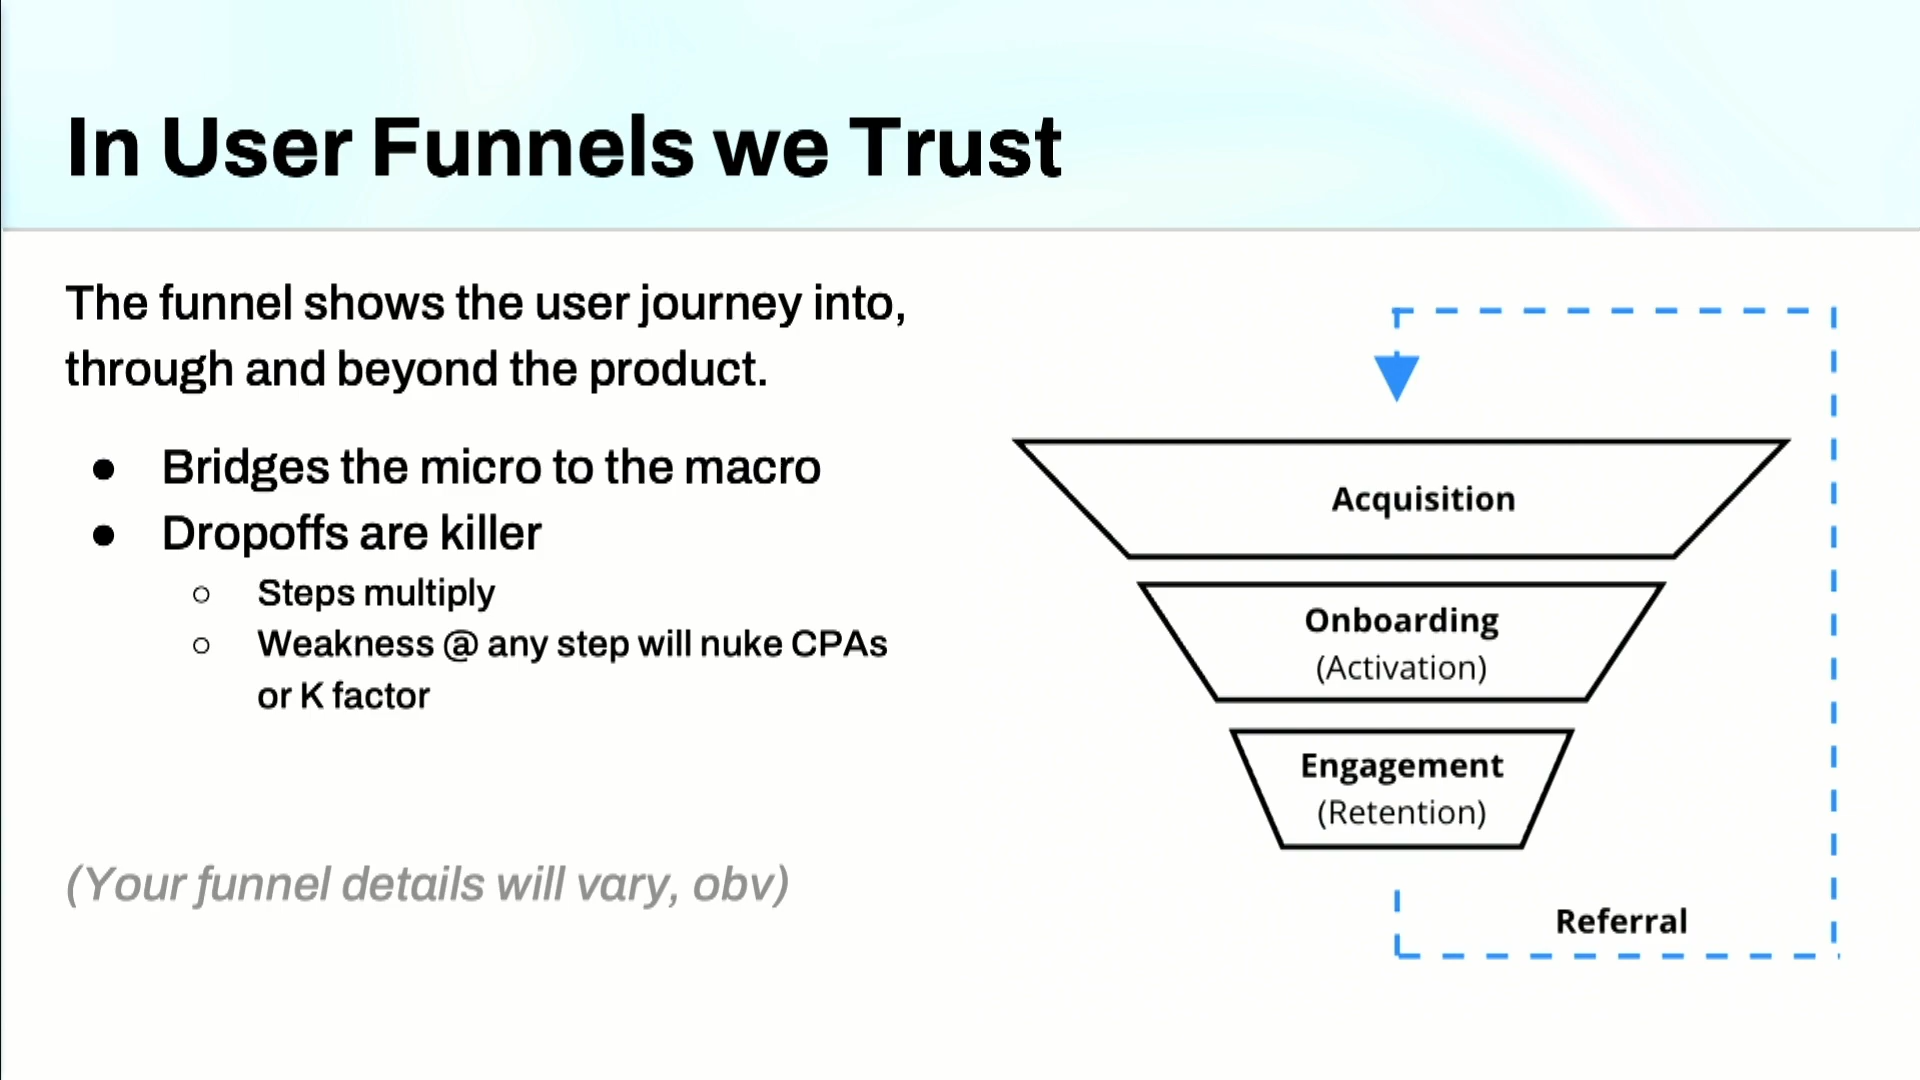 In User Funnels we Trust
The funnel shows the user journey into,
through and beyond the product.
● Bridges the micro to the macro
● Dropoffs are killer
○ Steps multiply
○ Weakness @ any step will nuke CPAs
or K factor
(Your funnel details will vary, obv)
Acquisition
Onboarding
(Activation)
Engagement
(Retention)
Referral